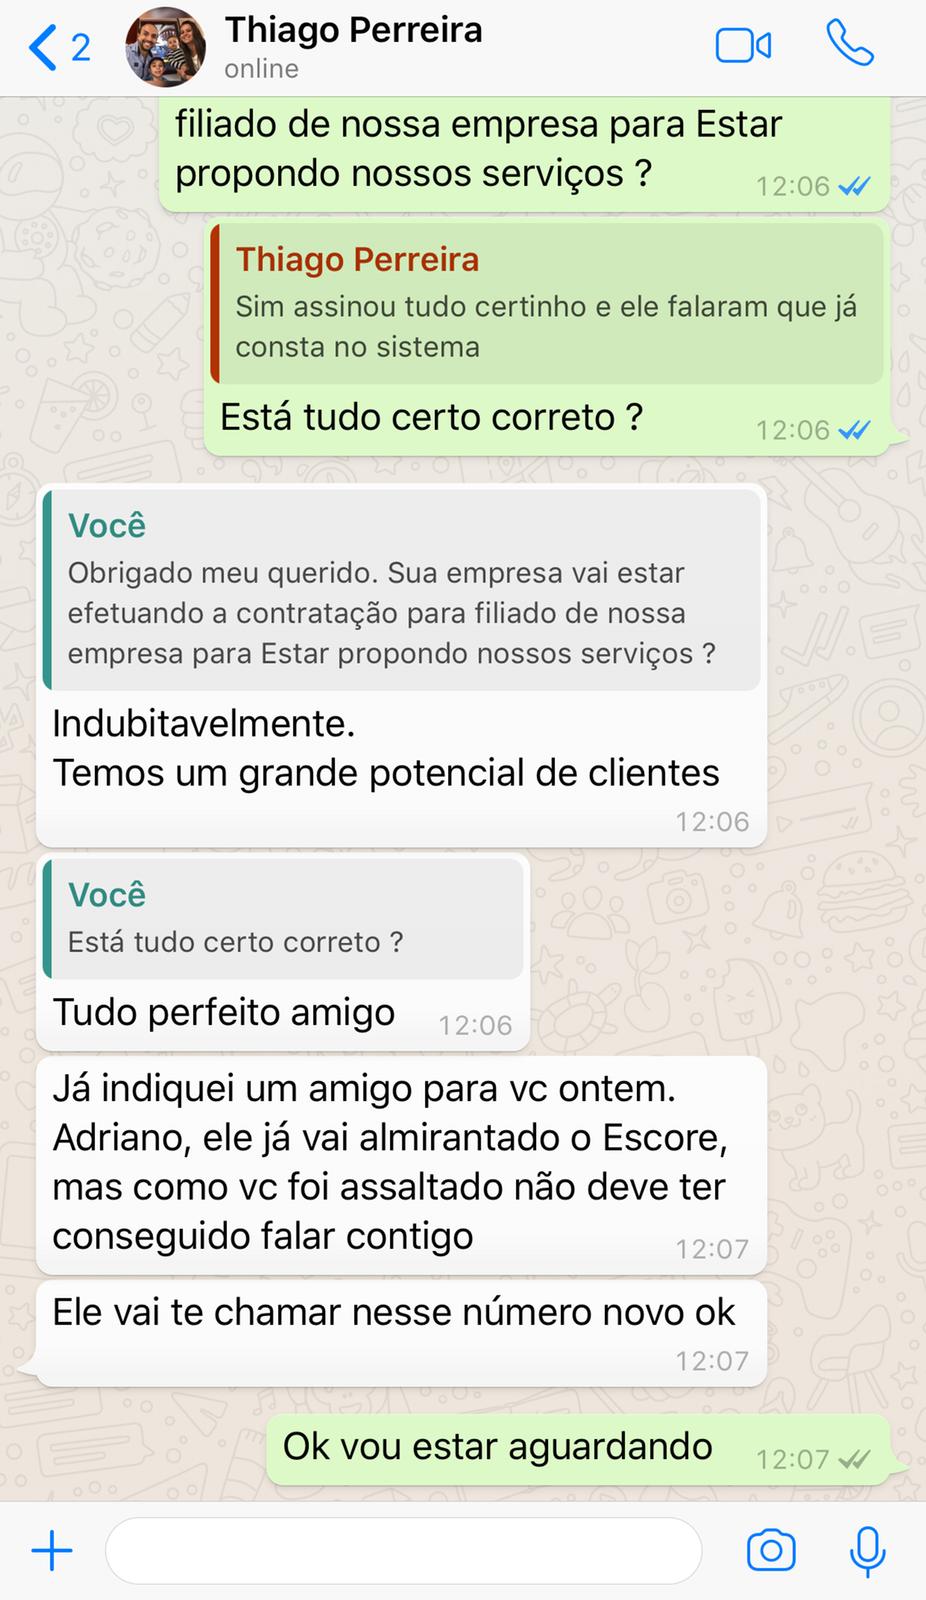 2
Thiago Perreira
online
filiado de nossa empresa para Estar
propondo nossos serviços ?
12:06
Thiago Perreira
Sim assinou tudo certinho e ele falaram que já
consta no sistema
Está tudo certo correto ?
12:06
Você
Obrigado meu querido. Sua empresa vai estar
efetuando a contratação para filiado de nossa
empresa para Estar propondo nossos serviços ?
Indubitavelmente.
Temos um grande potencial de clientes
12:06
Você
Está tudo certo correto ?
Tudo perfeito amigo
12:06
Já indiquei um amigo para vc ontem.
Adriano, ele já vai almirantado o Escore,
mas como vc foi assaltado não deve ter
conseguido falar contigo
12:07
Ele vai te chamar nesse número novo ok
12:07
Ok vou estar aguardando
12:07